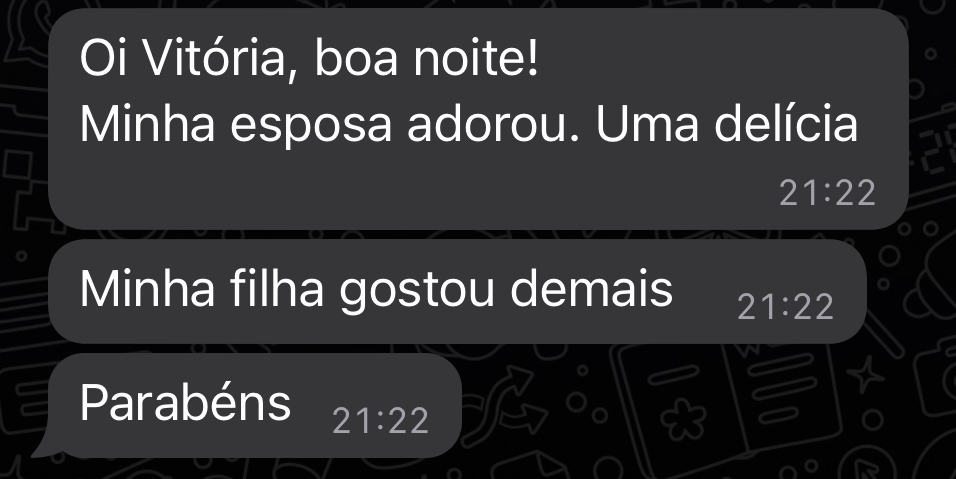 Oi Vitória, boa noite!
Minha esposa adorou. Uma delícia
21:22
Minha filha gostou demais 21:22
Parabéns 21:22